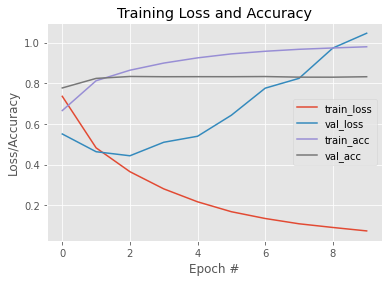 Training Loss and Accuracy
Loss/Accuracy
1.0
0.8
0.6
0.4
0.2
train_loss
val_loss
train_acc
val_acc
0 2 4 6 8
Epoch #